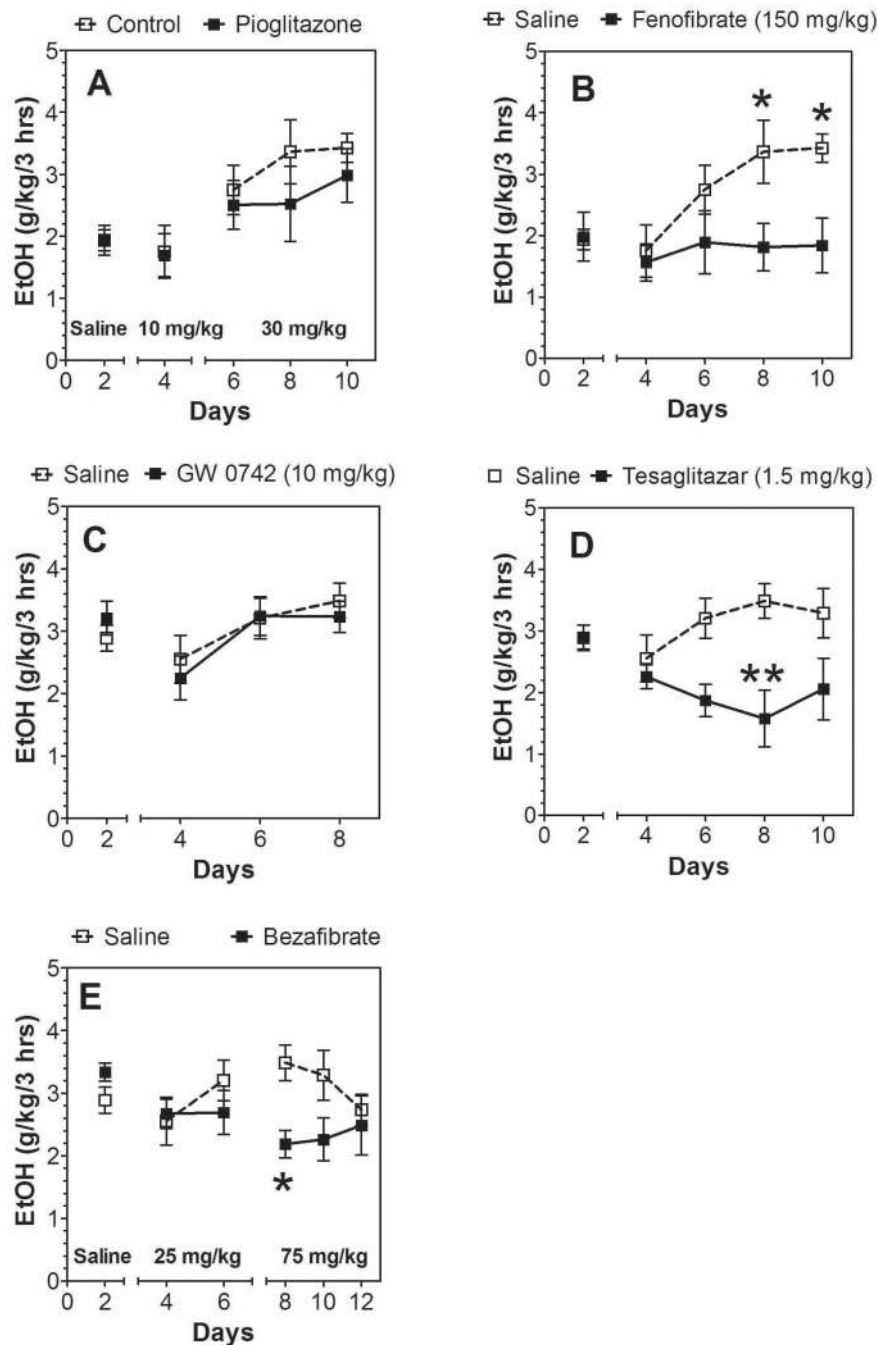 Control Pioglitazone
A
EtOH (g/kg/3 hrs)
5
4
3
2
1
0
Saline 10 mg/kg 30 mg/kg
0 2 4 6 8 10
Days
Saline Fenofibrate (150 mg/kg)
B
* *
EtOH (g/kg/3 hrs)
5
4
3
2
1
0
0 2 4 6 8 10
Days
Saline GW 0742 (10 mg/kg)
C
EtOH (g/kg/3 hrs)
5
4
3
2
1
0
0 2 4 6 8
Days
Saline Tesaglitazar (1.5 mg/kg)
D
**
EtOH (g/kg/3 hrs)
5
4
3
2
1
0
0 2 4 6 8 10
Days
Saline Bezafibrate
E
*
EtOH (g/kg/3 hrs)
5
4
3
2
1
0
Saline 25 mg/kg 75 mg/kg
0 2 4 6 8 10 12
Days